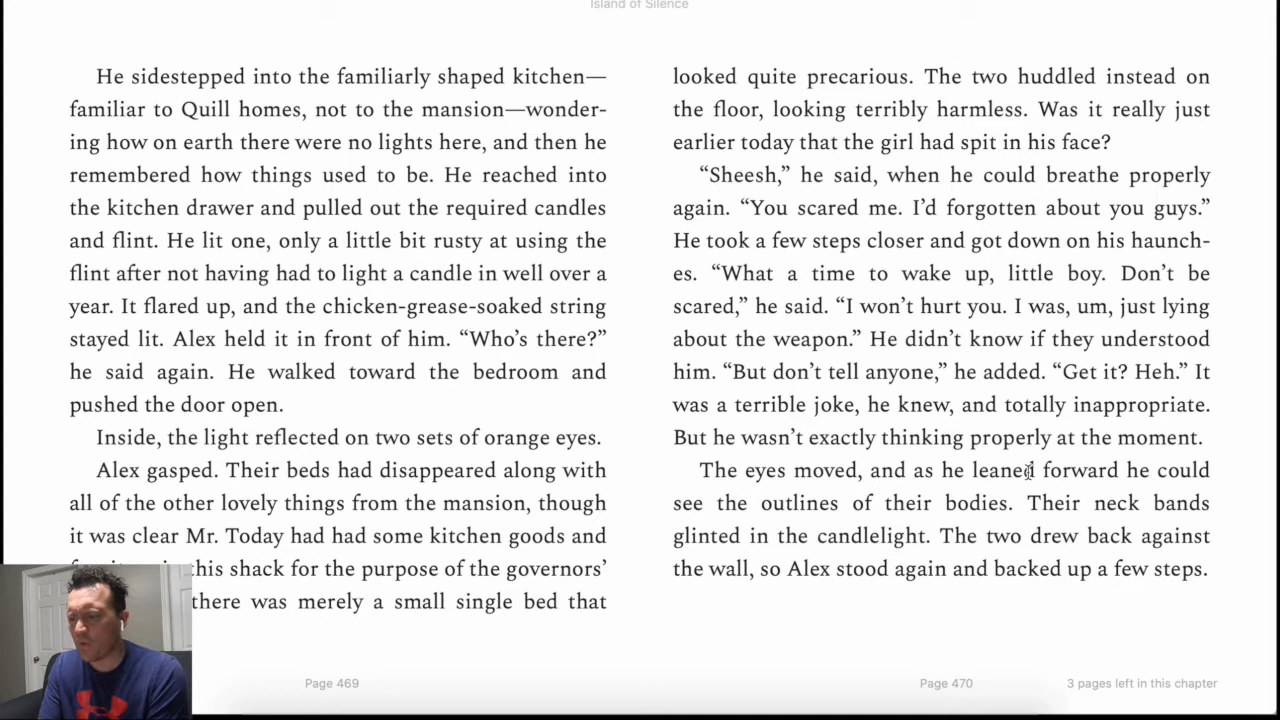 Island of Silence
He sidestepped into the familiarly shaped kitchen—
familiar to Quill homes, not to the mansion—wonder-
ing how on earth there were no lights here, and then he
remembered how things used to be. He reached into
the kitchen drawer and pulled out the required candles
and flint. He lit one, only a little bit rusty at using the
flint after not having had to light a candle in well over a
year. It flared up, and the chicken-grease-soaked string
stayed lit. Alex held it in front of him. “Who’s there?”
he said again. He walked toward the bedroom and
pushed the door open.
Inside, the light reflected on two sets of orange eyes.
Alex gasped. Their beds had disappeared along with
all of the other lovely things from the mansion, though
it was clear Mr. Today had had some kitchen goods and
this shack for the purpose of the governors’
there was merely a small single bed that
Page 469
looked quite precarious. The two huddled instead on
the floor, looking terribly harmless. Was it really just
earlier today that the girl had spit in his face?
“Sheesh,” he said, when he could breathe properly
again. “You scared me. I’d forgotten about you guys.”
He took a few steps closer and got down on his haunch-
es. “What a time to wake up, little boy. Don’t be
scared,” he said. “I won’t hurt you. I was, um, just lying
about the weapon.” He didn’t know if they understood
him. “But don’t tell anyone,” he added. “Get it? Heh.” It
was a terrible joke, he knew, and totally inappropriate.
But he wasn’t exactly thinking properly at the moment.
The eyes moved, and as he leaned forward he could
see the outlines of their bodies. Their neck bands
glinted in the candlelight. The two drew back against
the wall, so Alex stood again and backed up a few steps.
Page 470
3 pages left in this chapter